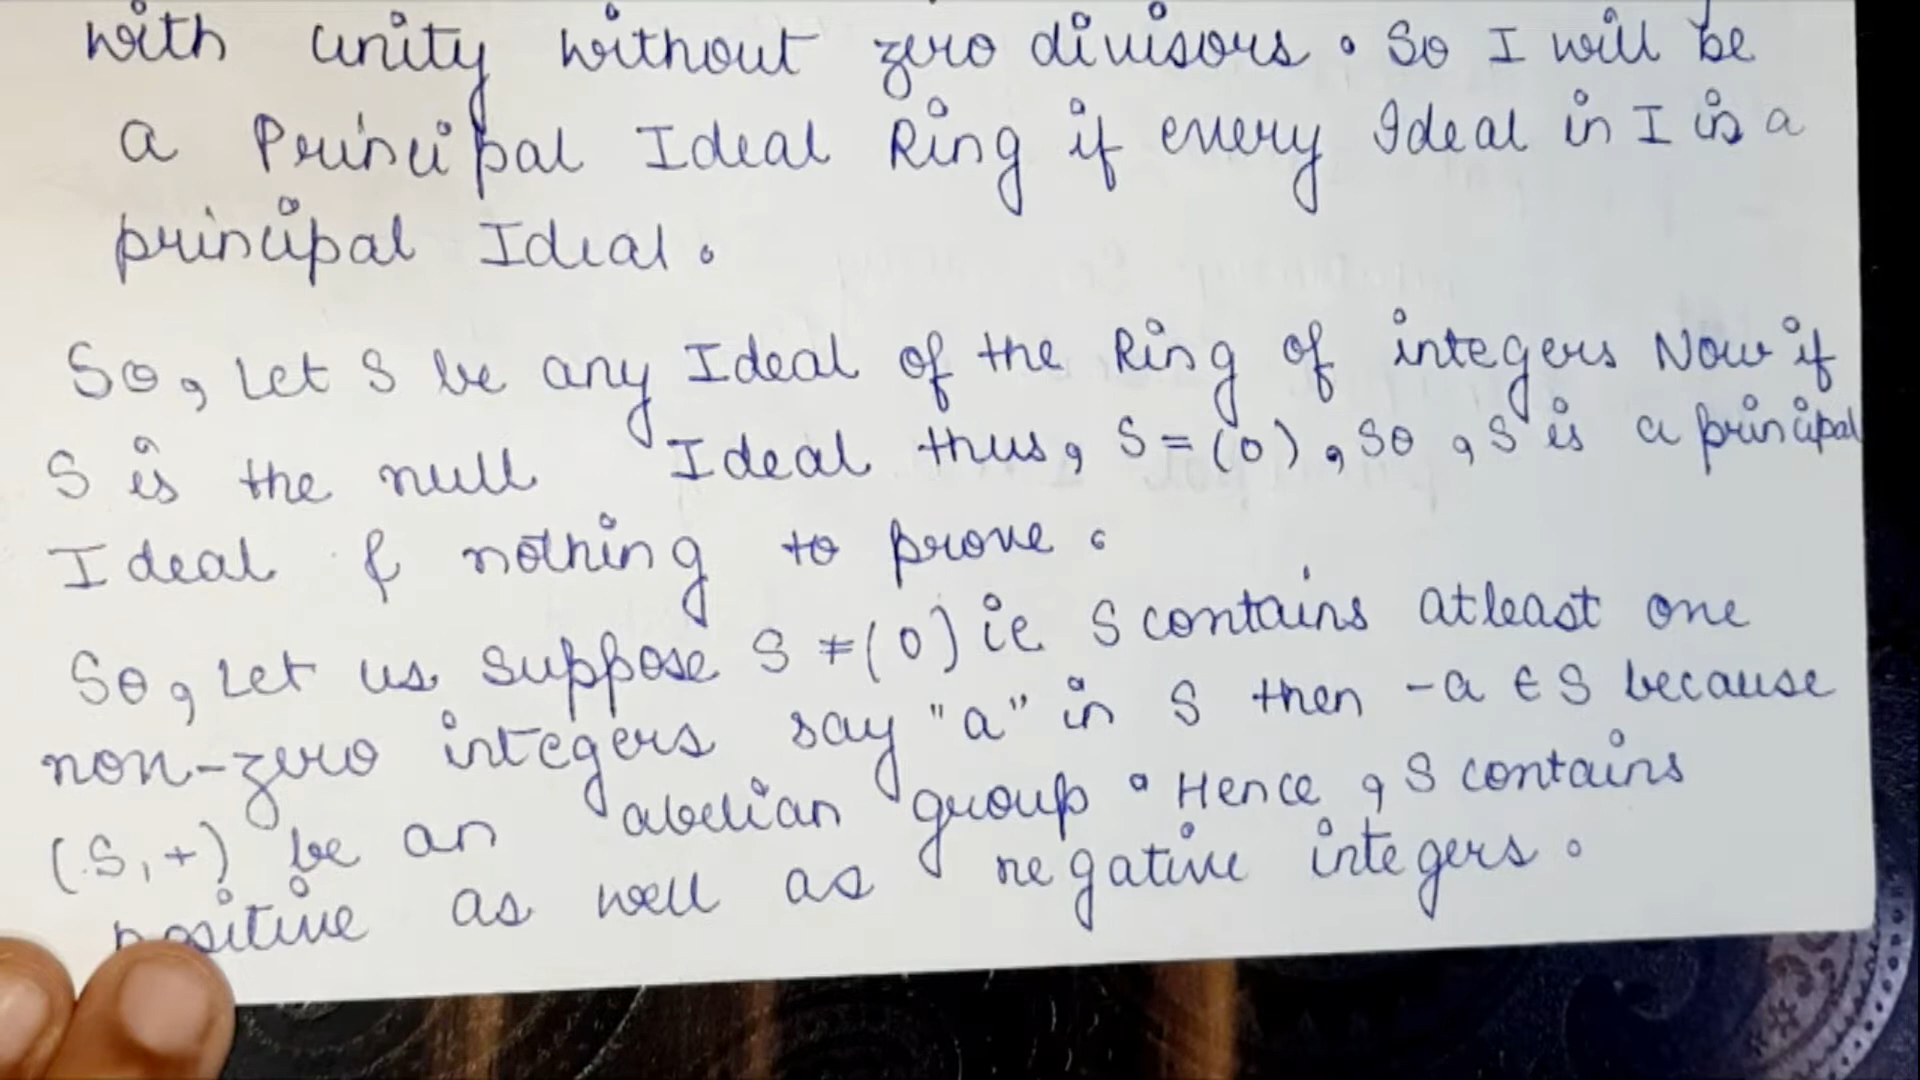 with unity without zero divisors. So I will be
a Principal Ideal Ring if every Ideal in I is a
principal Ideal.
So, Let S be any Ideal of the Ring of integers Now if
S is the null Ideal thus, S = (0), So, S is a principal
Ideal & nothing to prove.
So, Let us suppose S ≠ (0) ie S contains atleast one
non-zero integers say "a" in S then -a ∈ S because
(S, +) be an abelian group. Hence, S contains
positive as well as negative integers.